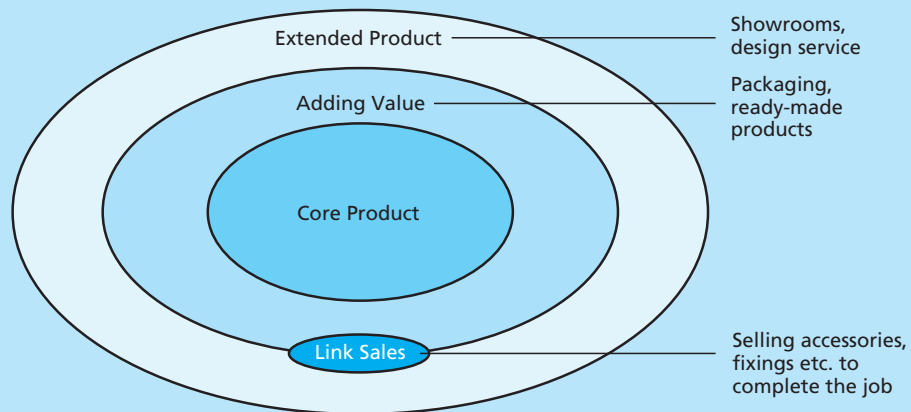 Extended Product
Showrooms,
design service
Adding Value
Packaging,
ready-made
products
Core Product
Link Sales
Selling accessories,
fixings etc. to
complete the job